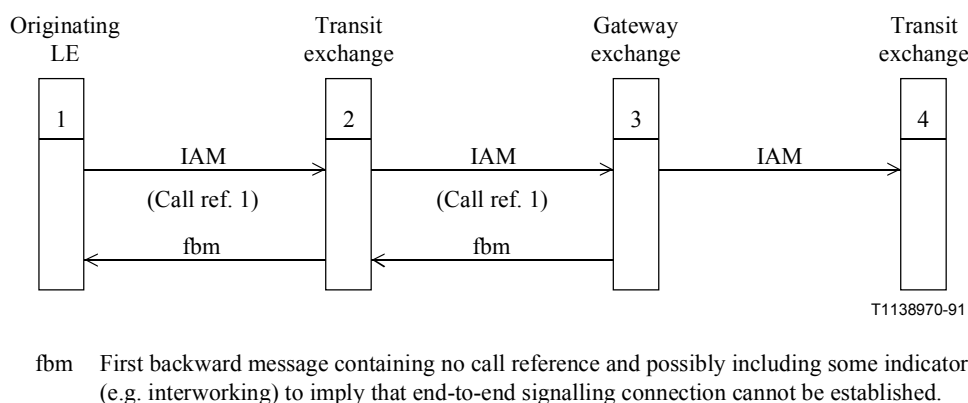 Originating
LE
Transit
exchange
Gateway
exchange
Transit
exchange
1
2
3
4
IAM
IAM
IAM
(Call ref. 1)
(Call ref. 1)
fbm
fbm
T1138970-91
fbm First backward message containing no call reference and possibly including some indicator
(e.g. interworking) to imply that end-to-end signalling connection cannot be established.